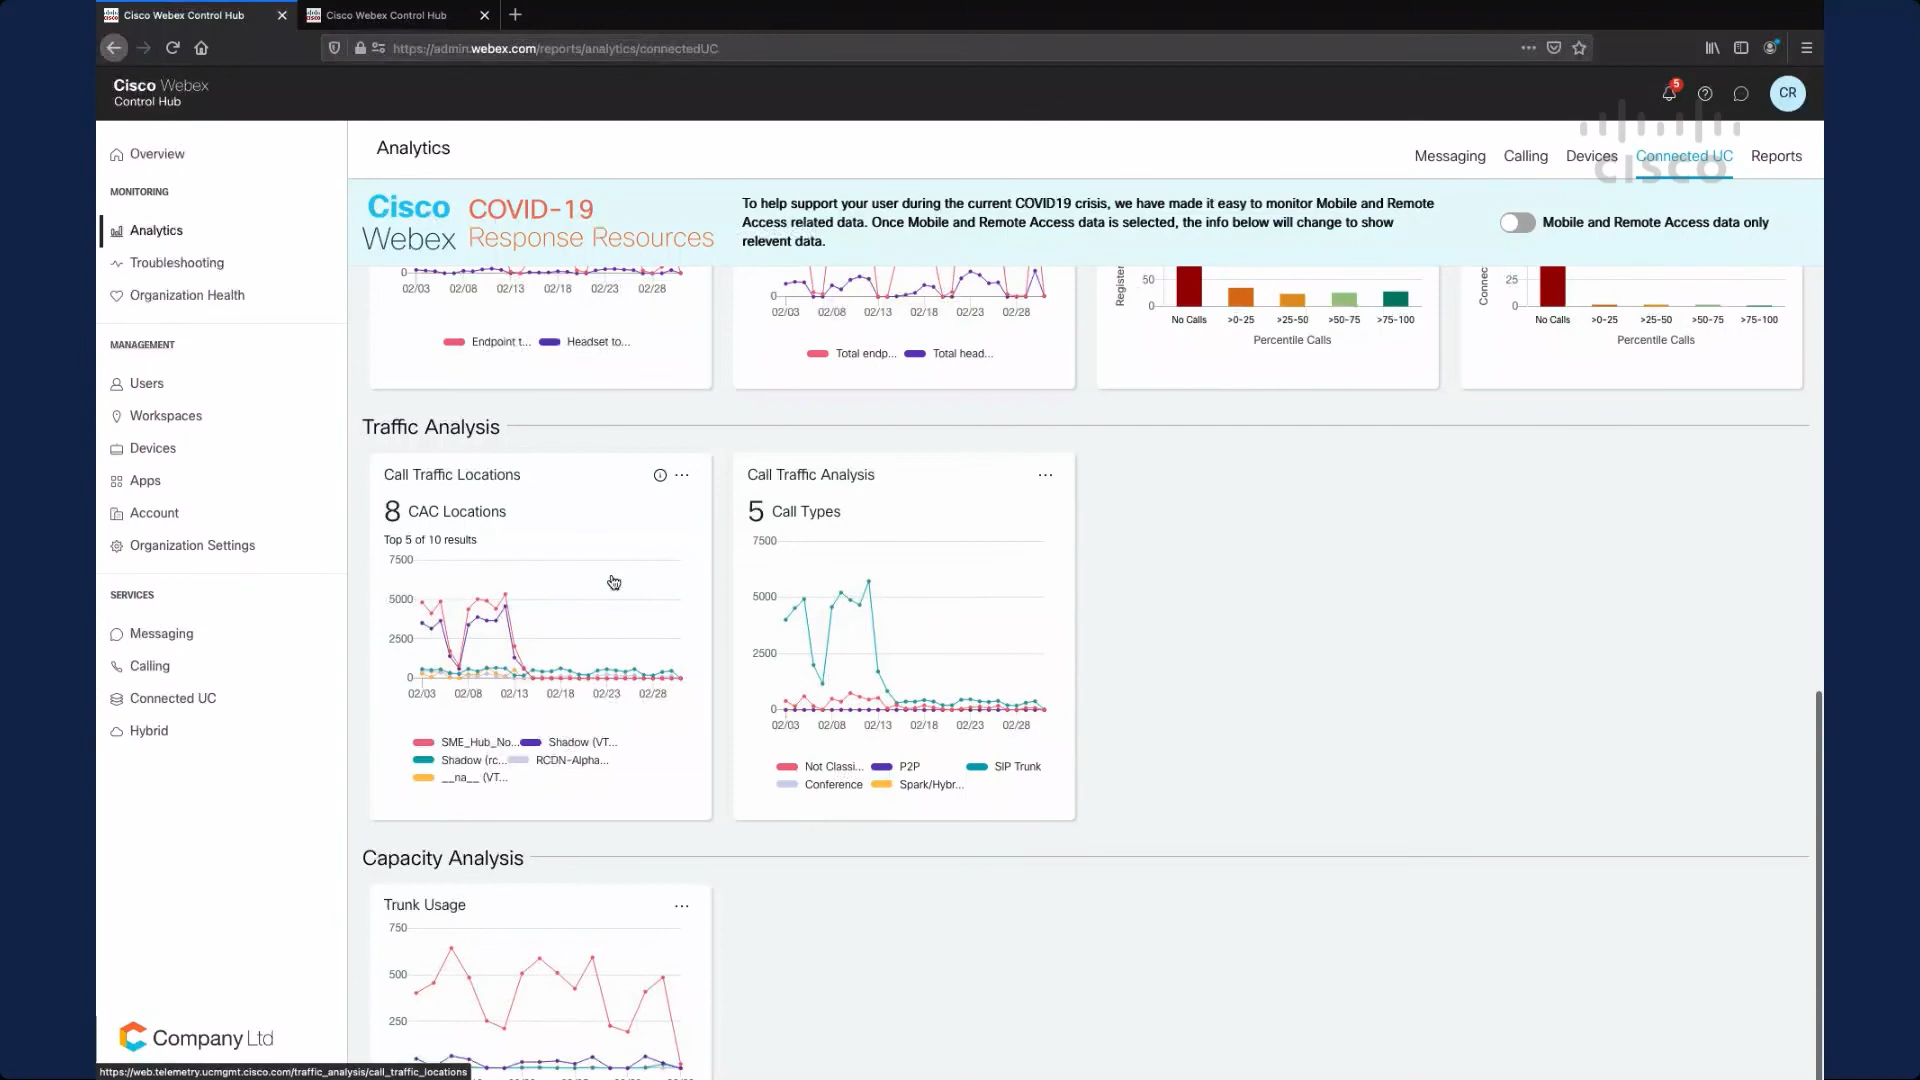 Cisco Webex Control Hub
Cisco Webex Control Hub
https://admin.webex.com/reports/analytics/connectedUC
Cisco Webex
Control Hub
5
CR
Overview
MONITORING
Analytics
Troubleshooting
Organization Health
MANAGEMENT
Users
Workspaces
Devices
Apps
Account
Organization Settings
SERVICES
Messaging
Calling
Connected UC
Hybrid
Company Ltd
https://web.telemetry.ucmgmt.cisco.com/traffic_analysis/call_traffic_locations
Analytics
Messaging Calling Devices Connected UC Reports
cisco
Cisco Webex
COVID-19
Response Resources
To help support your user during the current COVID19 crisis, we have made it easy to monitor Mobile and Remote
Access related data. Once Mobile and Remote Access data is selected, the info below will change to show
relevent data.
Mobile and Remote Access data only
0
02/03 02/08 02/13 02/18 02/23 02/28
Endpoint t... Headset to...
0
02/03 02/08 02/13 02/18 02/23 02/28
Total endp... Total head...
Register
50
0
No Calls >0-25 >25-50 >50-75 >75-100
Percentile Calls
Connec
25
0
No Calls >0-25 >25-50 >50-75 >75-100
Percentile Calls
Traffic Analysis
Call Traffic Locations
8 CAC Locations
Top 5 of 10 results
7500
5000
2500
0
02/03 02/08 02/13 02/18 02/23 02/28
SME_Hub_No... Shadow (VT...
Shadow (rc... RCDN-Alpha...
__na__ (VT...
Call Traffic Analysis
5 Call Types
7500
5000
2500
0
02/03 02/08 02/13 02/18 02/23 02/28
Not Classi... P2P SIP Trunk
Conference Spark/Hybr...
Capacity Analysis
Trunk Usage
750
500
250